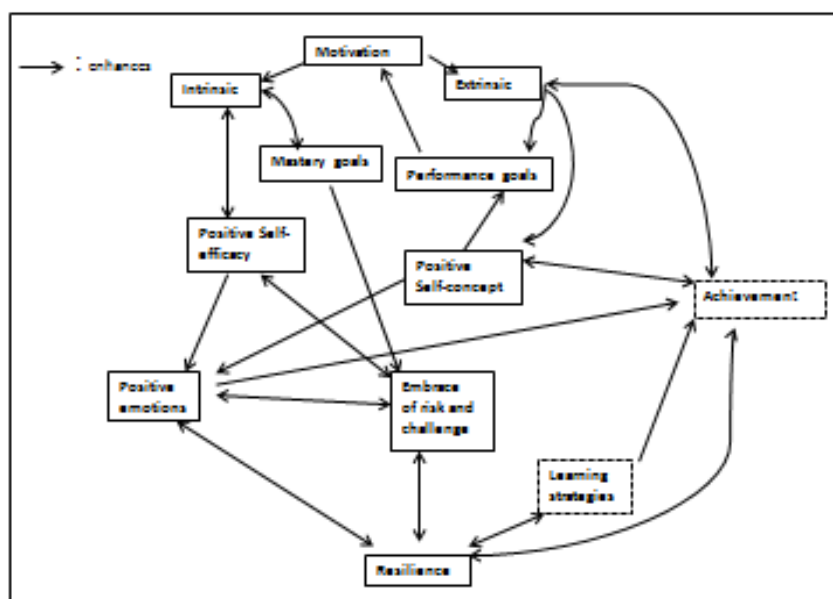 Motivation
: enhances
Intrinsic
Extrinsic
Mastery goals
Performance goals
Positive Self-
efficacy
Positive
Self-concept
Achievement
Positive
emotions
Embrace
of risk and
challenge
Learning
strategies
Resilience